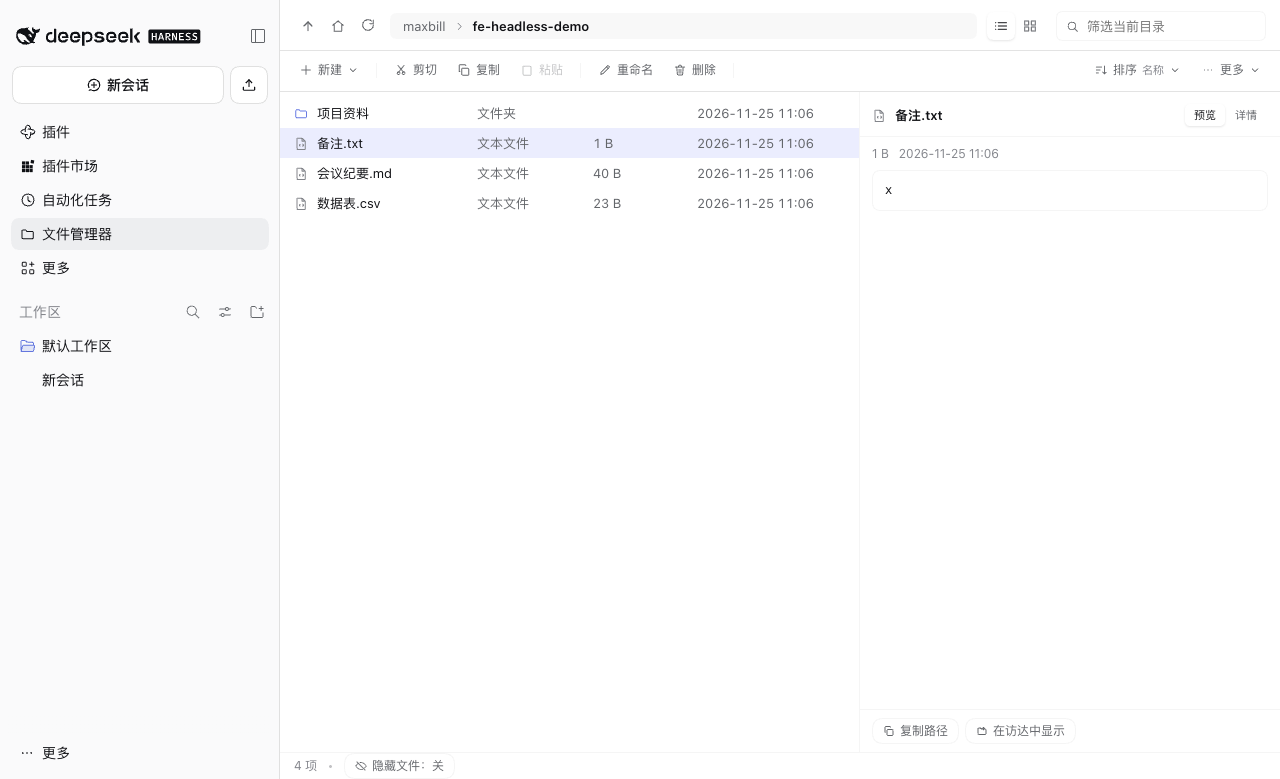 deepseek HARNESS
新会话
插件
插件市场
自动化任务
文件管理器
更多
工作区
默认工作区
新会话
更多
maxbill fe-headless-demo
筛选当前目录
新建 剪切 复制 粘贴 重命名 删除 排序 名称 更多
项目资料 文件夹 2026-11-25 11:06
备注.txt 文本文件 1 B 2026-11-25 11:06
会议纪要.md 文本文件 40 B 2026-11-25 11:06
数据表.csv 文本文件 23 B 2026-11-25 11:06
备注.txt 预览 详情
1 B 2026-11-25 11:06
x
复制路径 在访达中显示
4 项 • 隐藏文件：关